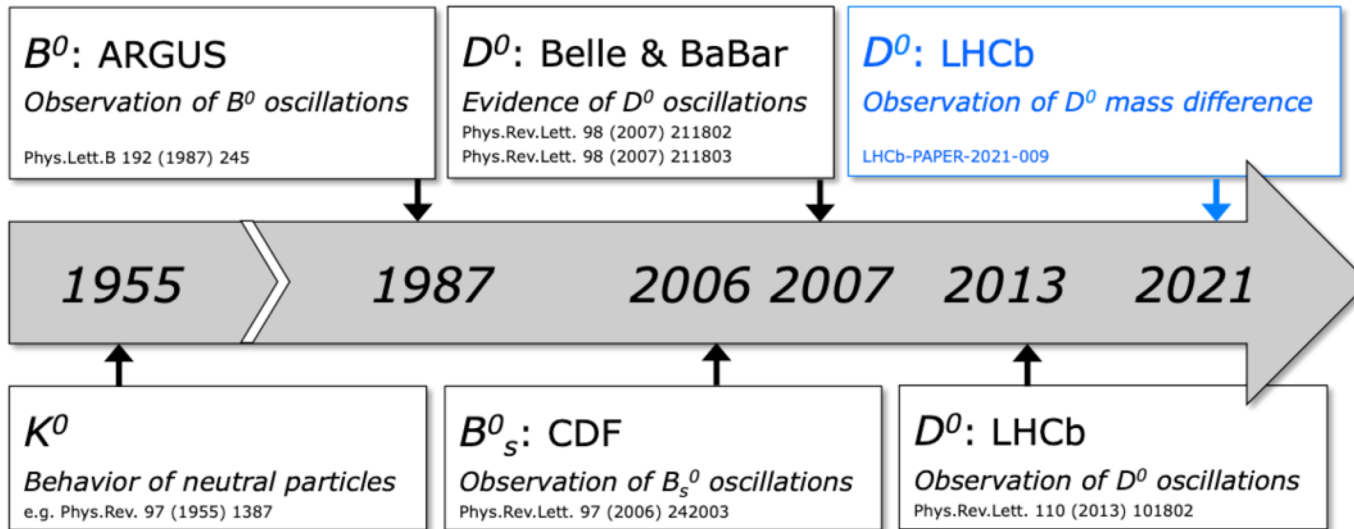 B⁰: ARGUS
Observation of B⁰ oscillations
Phys.Lett.B 192 (1987) 245
D⁰: Belle & BaBar
Evidence of D⁰ oscillations
Phys.Rev.Lett. 98 (2007) 211802
Phys.Rev.Lett. 98 (2007) 211803
D⁰: LHCb
Observation of D⁰ mass difference
LHCb-PAPER-2021-009
1955 1987 2006 2007 2013 2021
K⁰
Behavior of neutral particles
e.g. Phys.Rev. 97 (1955) 1387
B⁰ₛ: CDF
Observation of Bₛ⁰ oscillations
Phys.Rev.Lett. 97 (2006) 242003
D⁰: LHCb
Observation of D⁰ oscillations
Phys.Rev.Lett. 110 (2013) 101802